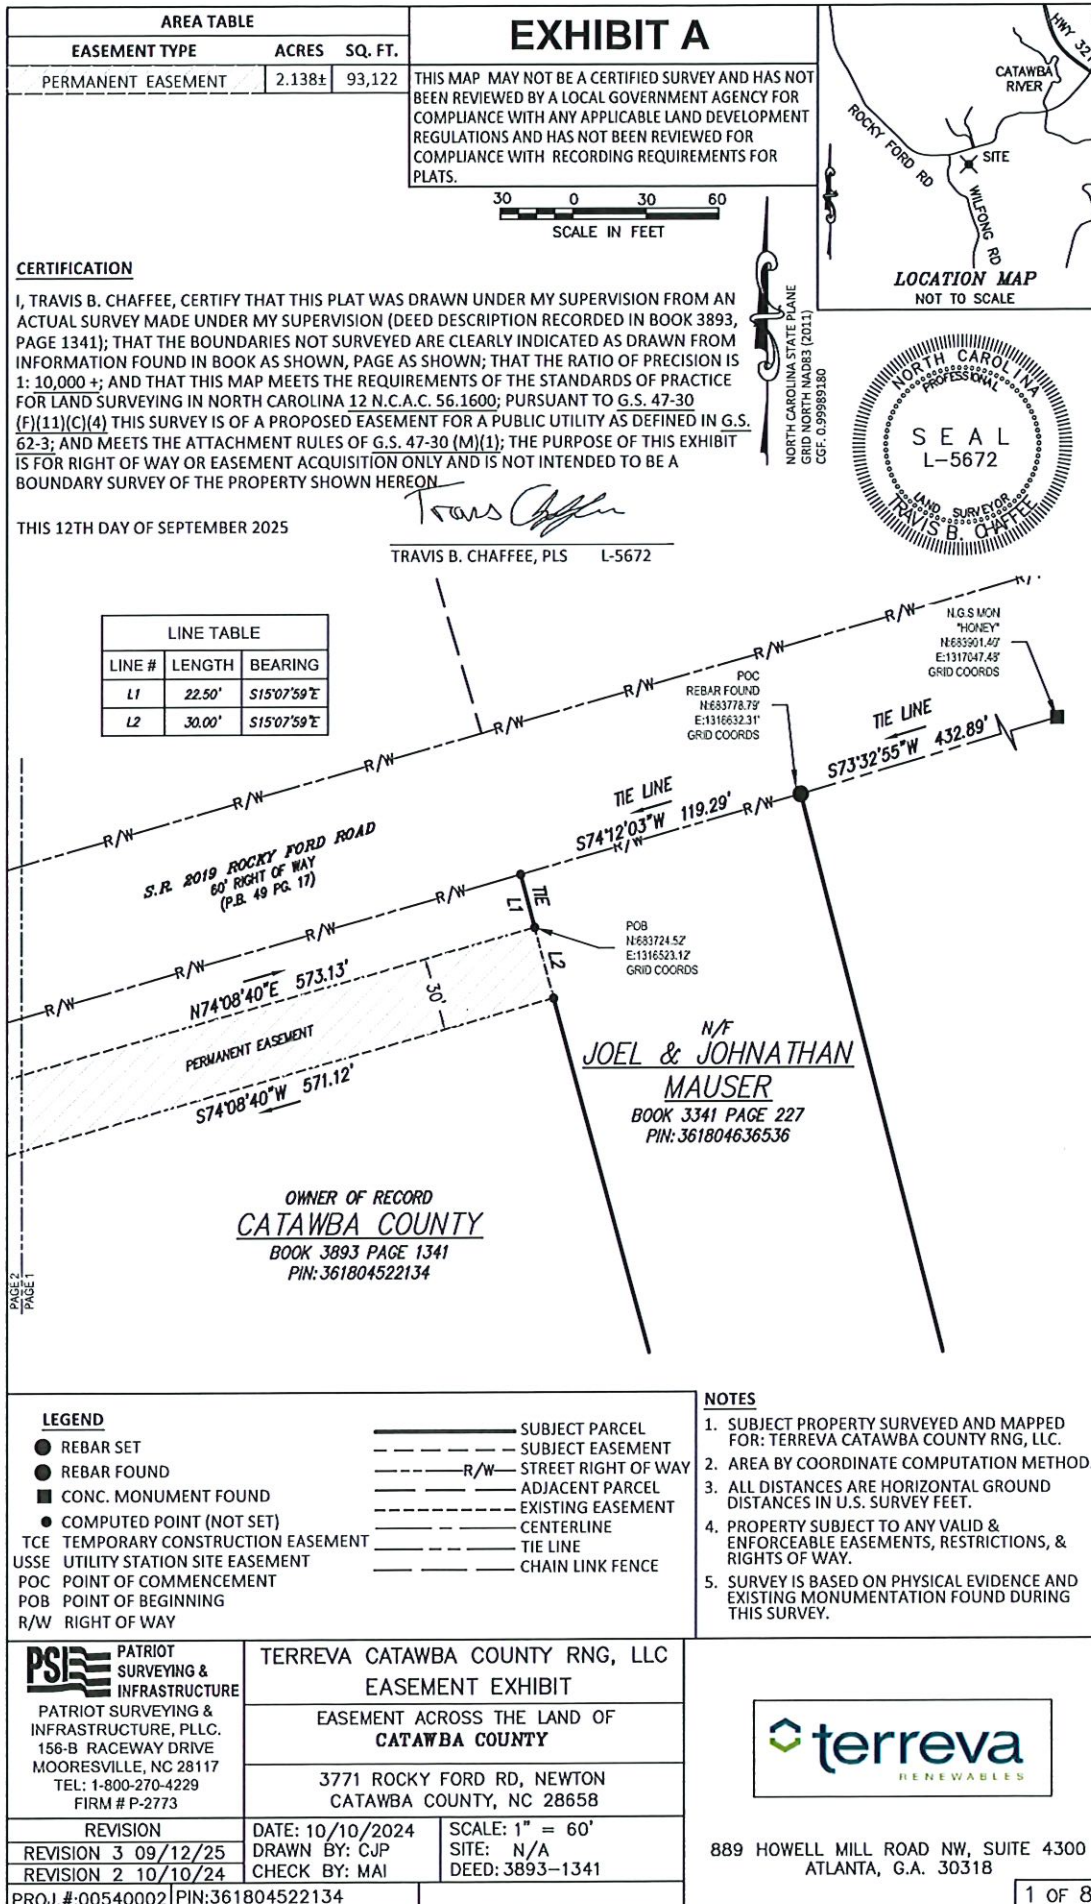 AREA TABLE
EASEMENT TYPE ACRES SQ. FT.
PERMANENT EASEMENT 2.138± 93,122
EXHIBIT A
THIS MAP MAY NOT BE A CERTIFIED SURVEY AND HAS NOT
BEEN REVIEWED BY A LOCAL GOVERNMENT AGENCY FOR
COMPLIANCE WITH ANY APPLICABLE LAND DEVELOPMENT
REGULATIONS AND HAS NOT BEEN REVIEWED FOR
COMPLIANCE WITH RECORDING REQUIREMENTS FOR
PLATS.
30 0 30 60
SCALE IN FEET
HWY 321
CATAWBA
RIVER
ROCKY FORD RD
SITE
WILFONG RD
LOCATION MAP
NOT TO SCALE
NORTH CAROLINA STATE PLANE
GRID NORTH NAD83 (2011)
CGF. 0.99989180
CERTIFICATION
I, TRAVIS B. CHAFFEE, CERTIFY THAT THIS PLAT WAS DRAWN UNDER MY SUPERVISION FROM AN
ACTUAL SURVEY MADE UNDER MY SUPERVISION (DEED DESCRIPTION RECORDED IN BOOK 3893,
PAGE 1341); THAT THE BOUNDARIES NOT SURVEYED ARE CLEARLY INDICATED AS DRAWN FROM
INFORMATION FOUND IN BOOK AS SHOWN, PAGE AS SHOWN; THAT THE RATIO OF PRECISION IS
1: 10,000 +; AND THAT THIS MAP MEETS THE REQUIREMENTS OF THE STANDARDS OF PRACTICE
FOR LAND SURVEYING IN NORTH CAROLINA 12 N.C.A.C. 56.1600; PURSUANT TO G.S. 47-30
(F)(11)(C)(4) THIS SURVEY IS OF A PROPOSED EASEMENT FOR A PUBLIC UTILITY AS DEFINED IN G.S.
62-3; AND MEETS THE ATTACHMENT RULES OF G.S. 47-30 (M)(1); THE PURPOSE OF THIS EXHIBIT
IS FOR RIGHT OF WAY OR EASEMENT ACQUISITION ONLY AND IS NOT INTENDED TO BE A
BOUNDARY SURVEY OF THE PROPERTY SHOWN HEREON
THIS 12TH DAY OF SEPTEMBER 2025
TRAVIS B. CHAFFEE, PLS L-5672
NORTH CAROLINA
PROFESSIONAL
SEAL
L-5672
LAND SURVEYOR
TRAVIS B. CHAFFEE
LINE TABLE
LINE # LENGTH BEARING
L1 22.50' S15°07'59"E
L2 30.00' S15°07'59"E
R/W
R/W
R/W
R/W
R/W
R/W
R/W
R/W
N.G.S MON
"HONEY"
N:683901.40'
E:1317047.48'
GRID COORDS
POC
REBAR FOUND
N:683778.79'
E:1316632.31'
GRID COORDS
TIE LINE
S73°32'55"W 432.89'
TIE LINE
S74°12'03"W 119.29'
R/W
R/W
R/W
R/W
R/W
R/W
S.R. 2019 ROCKY FORD ROAD
60' RIGHT OF WAY
(P.B. 49 PG. 17)
L1 TIE
L2
POB
N:683724.52'
E:1316523.12'
GRID COORDS
N74°08'40"E 573.13'
30'
PERMANENT EASEMENT
S74°08'40"W 571.12'
N/F
JOEL & JOHNATHAN
MAUSER
BOOK 3341 PAGE 227
PIN:361804636536
OWNER OF RECORD
CATAWBA COUNTY
BOOK 3893 PAGE 1341
PIN:361804522134
PAGE 2
PAGE 1
LEGEND
REBAR SET
REBAR FOUND
CONC. MONUMENT FOUND
COMPUTED POINT (NOT SET)
TCE TEMPORARY CONSTRUCTION EASEMENT
USSE UTILITY STATION SITE EASEMENT
POC POINT OF COMMENCEMENT
POB POINT OF BEGINNING
R/W RIGHT OF WAY
SUBJECT PARCEL
SUBJECT EASEMENT
R/W STREET RIGHT OF WAY
ADJACENT PARCEL
EXISTING EASEMENT
CENTERLINE
TIE LINE
CHAIN LINK FENCE
NOTES
1. SUBJECT PROPERTY SURVEYED AND MAPPED
FOR: TERREVA CATAWBA COUNTY RNG, LLC.
2. AREA BY COORDINATE COMPUTATION METHOD.
3. ALL DISTANCES ARE HORIZONTAL GROUND
DISTANCES IN U.S. SURVEY FEET.
4. PROPERTY SUBJECT TO ANY VALID &
ENFORCEABLE EASEMENTS, RESTRICTIONS, &
RIGHTS OF WAY.
5. SURVEY IS BASED ON PHYSICAL EVIDENCE AND
EXISTING MONUMENTATION FOUND DURING
THIS SURVEY.
PSI PATRIOT
SURVEYING &
INFRASTRUCTURE
PATRIOT SURVEYING &
INFRASTRUCTURE, PLLC.
156-B RACEWAY DRIVE
MOORESVILLE, NC 28117
TEL: 1-800-270-4229
FIRM # P-2773
TERREVA CATAWBA COUNTY RNG, LLC
EASEMENT EXHIBIT
EASEMENT ACROSS THE LAND OF
CATAWBA COUNTY
3771 ROCKY FORD RD, NEWTON
CATAWBA COUNTY, NC 28658
REVISION
REVISION 3 09/12/25
REVISION 2 10/10/24
DATE: 10/10/2024
DRAWN BY: CJP
CHECK BY: MAI
SCALE: 1" = 60'
SITE: N/A
DEED: 3893-1341
PROJ #:00540002 PIN:361804522134
terreva
RENEWABLES
889 HOWELL MILL ROAD NW, SUITE 4300
ATLANTA, G.A. 30318
1 OF 8